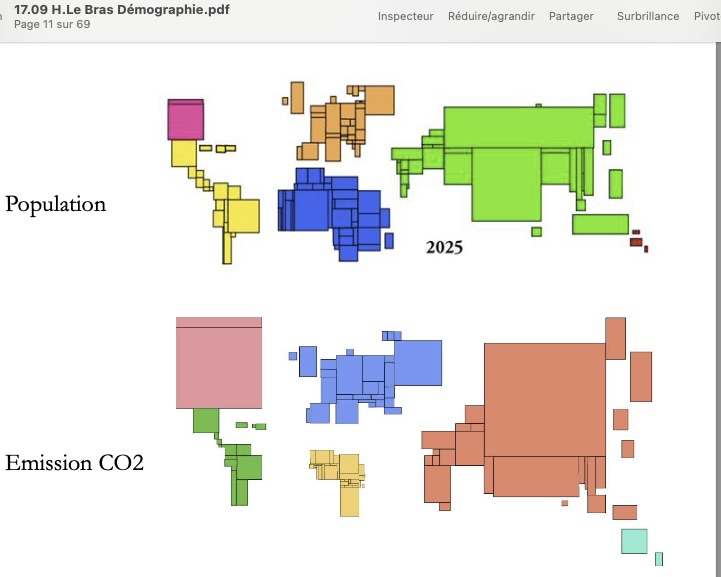 17.09 H.Le Bras Démographie.pdf
Page 11 sur 69
Inspecteur
Réduire/agrandir
Partager
Surbrillance
Pivot
Population
2025
Emission CO2